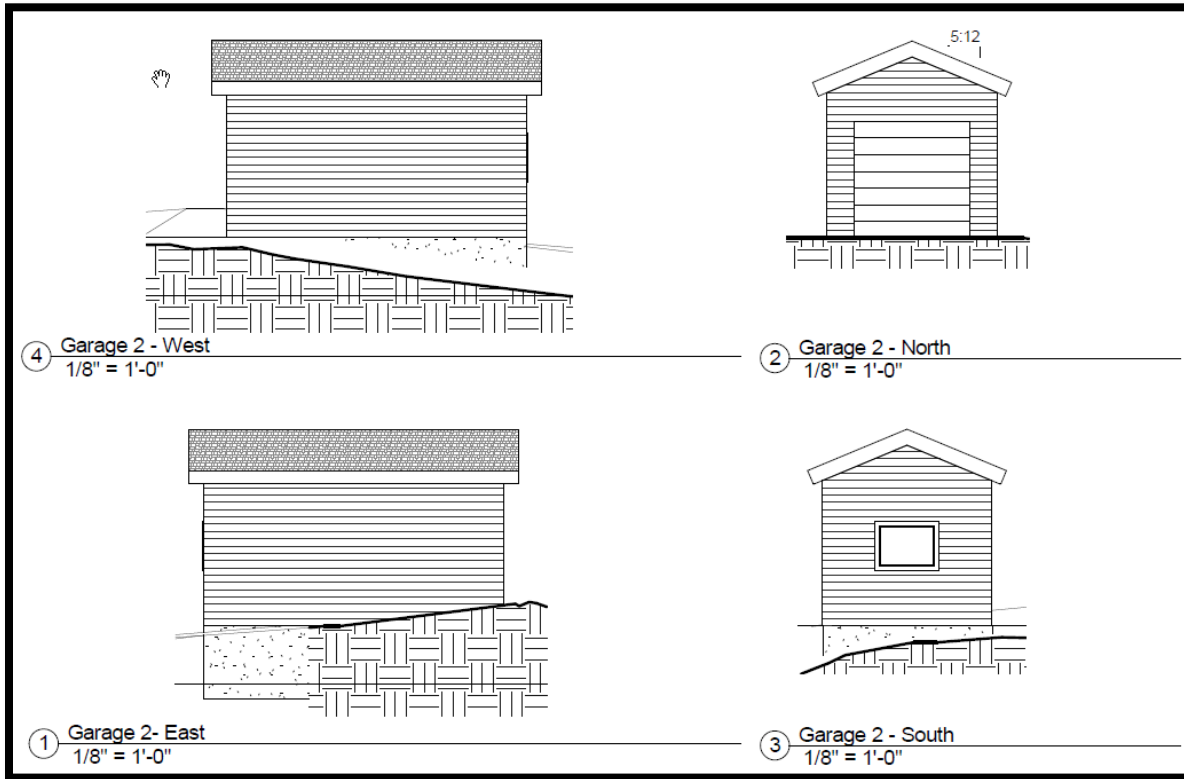 5:12
4 Garage 2 - West
1/8" = 1'-0"
2 Garage 2 - North
1/8" = 1'-0"
1 Garage 2- East
1/8" = 1'-0"
3 Garage 2 - South
1/8" = 1'-0"